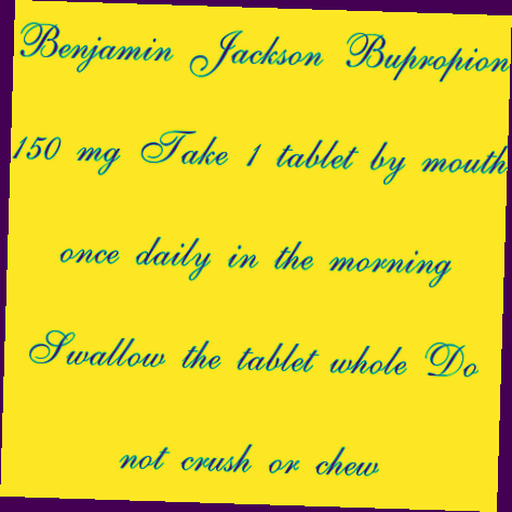 Benjamin Jackson Bupropion
150 mg Take 1 tablet by mouth
once daily in the morning
Swallow the tablet whole Do
not crush or chew